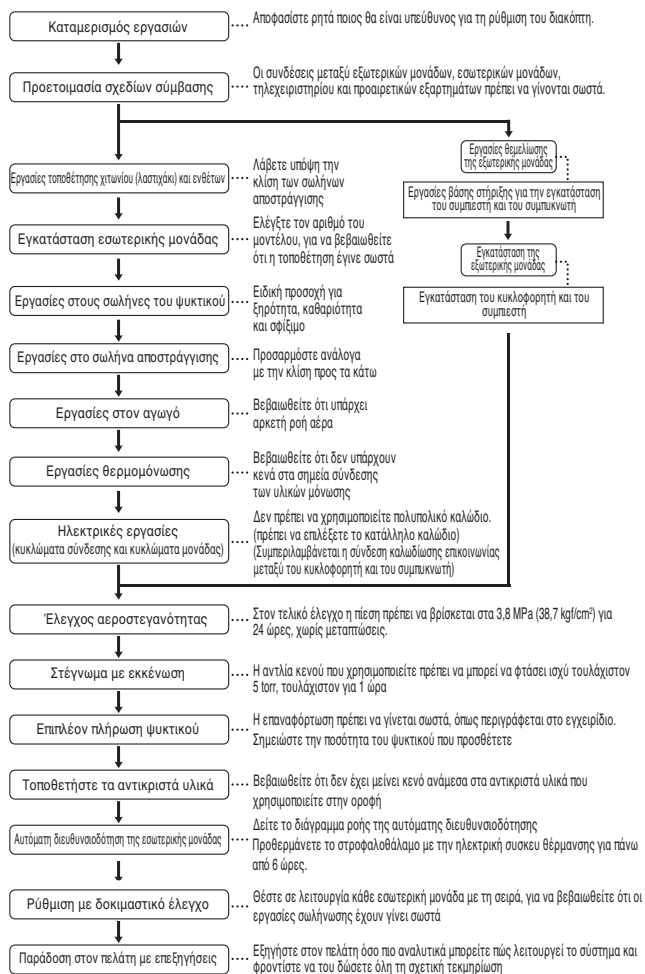 Καταμερισμός εργασιών
Αποφασίστε ρητά ποιος θα είναι υπεύθυνος για τη ρύθμιση του διακόπτη.
Προετοιμασία σχεδίων σύμβασης
Οι συνδέσεις μεταξύ εξωτερικών μονάδων, εσωτερικών μονάδων,
τηλεχειριστηρίου και προαιρετικών εξαρτημάτων πρέπει να γίνονται σωστά.
Εργασίες τοποθέτησης χιτωνίου (λαστιχάκι) και ενθέτων
Λάβετε υπόψη την
κλίση των σωλήνων
αποστράγγισης
Εγκατάσταση εσωτερικής μονάδας
Ελέγξτε τον αριθμό του
μοντέλου, για να βεβαιωθείτε
ότι η τοποθέτηση έγινε σωστά
Εργασίες στους σωλήνες του ψυκτικού
Ειδική προσοχή για
ξηρότητα, καθαριότητα
και σφίξιμο
Εργασίες στο σωλήνα αποστράγγισης
Προσαρμόστε ανάλογα
με την κλίση προς τα κάτω
Εργασίες στον αγωγό
Βεβαιωθείτε ότι υπάρχει
αρκετή ροή αέρα
Εργασίες θερμομόνωσης
Βεβαιωθείτε ότι δεν υπάρχουν
κενά στα σημεία σύνδεσης
των υλικών μόνωσης
Ηλεκτρικές εργασίες
(κυκλώματα σύνδεσης και κυκλώματα μονάδας)
Δεν πρέπει να χρησιμοποιείτε πολυπολικό καλώδιο.
(πρέπει να επιλέξετε το κατάλληλο καλώδιο)
(Συμπεριλαμβάνεται η σύνδεση καλωδίωσης επικοινωνίας
μεταξύ του κυκλοφορητή και του συμπυκνωτή)
Εργασίες θεμελίωσης
της εξωτερικής μονάδας
Εργασίες βάσης στήριξης για την εγκατάσταση
του συμπιεστή και του συμπυκνωτή
Εγκατάσταση της
εξωτερικής μονάδας
Εγκατάσταση του κυκλοφορητή και του
συμπιεστή
Έλεγχος αεροστεγανότητας
Στον τελικό έλεγχο η πίεση πρέπει να βρίσκεται στα 3,8 MPa (38,7 kgf/cm²) για
24 ώρες, χωρίς μεταπτώσεις.
Στέγνωμα με εκκένωση
Η αντλία κενού που χρησιμοποιείτε πρέπει να μπορεί να φτάσει ισχύ τουλάχιστον
5 torr, τουλάχιστον για 1 ώρα
Επιπλέον πλήρωση ψυκτικού
Η επαναφόρτωση πρέπει να γίνεται σωστά, όπως περιγράφεται στο εγχειρίδιο.
Σημειώστε την ποσότητα του ψυκτικού που προσθέτετε
Τοποθετήστε τα αντικριστά υλικά
Βεβαιωθείτε ότι δεν έχει μείνει κενό ανάμεσα στα αντικριστά υλικά που
χρησιμοποιείτε στην οροφή
Αυτόματη διευθυνσιοδότηση της εσωτερικής μονάδας
Δείτε το διάγραμμα ροής της αυτόματης διευθυνσιοδότησης
Προθερμάνετε το στροφαλοθάλαμο με την ηλεκτρική συσκευ θέρμανσης για πάνω
από 6 ώρες.
Ρύθμιση με δοκιμαστικό έλεγχο
Θέστε σε λειτουργία κάθε εσωτερική μονάδα με τη σειρά, για να βεβαιωθείτε ότι οι
εργασίες σωλήνωσης έχουν γίνει σωστά
Παράδοση στον πελάτη με επεξηγήσεις
Εξηγήστε στον πελάτη όσο πιο αναλυτικά μπορείτε πώς λειτουργεί το σύστημα και
φροντίστε να του δώσετε όλη τη σχετική τεκμηρίωση